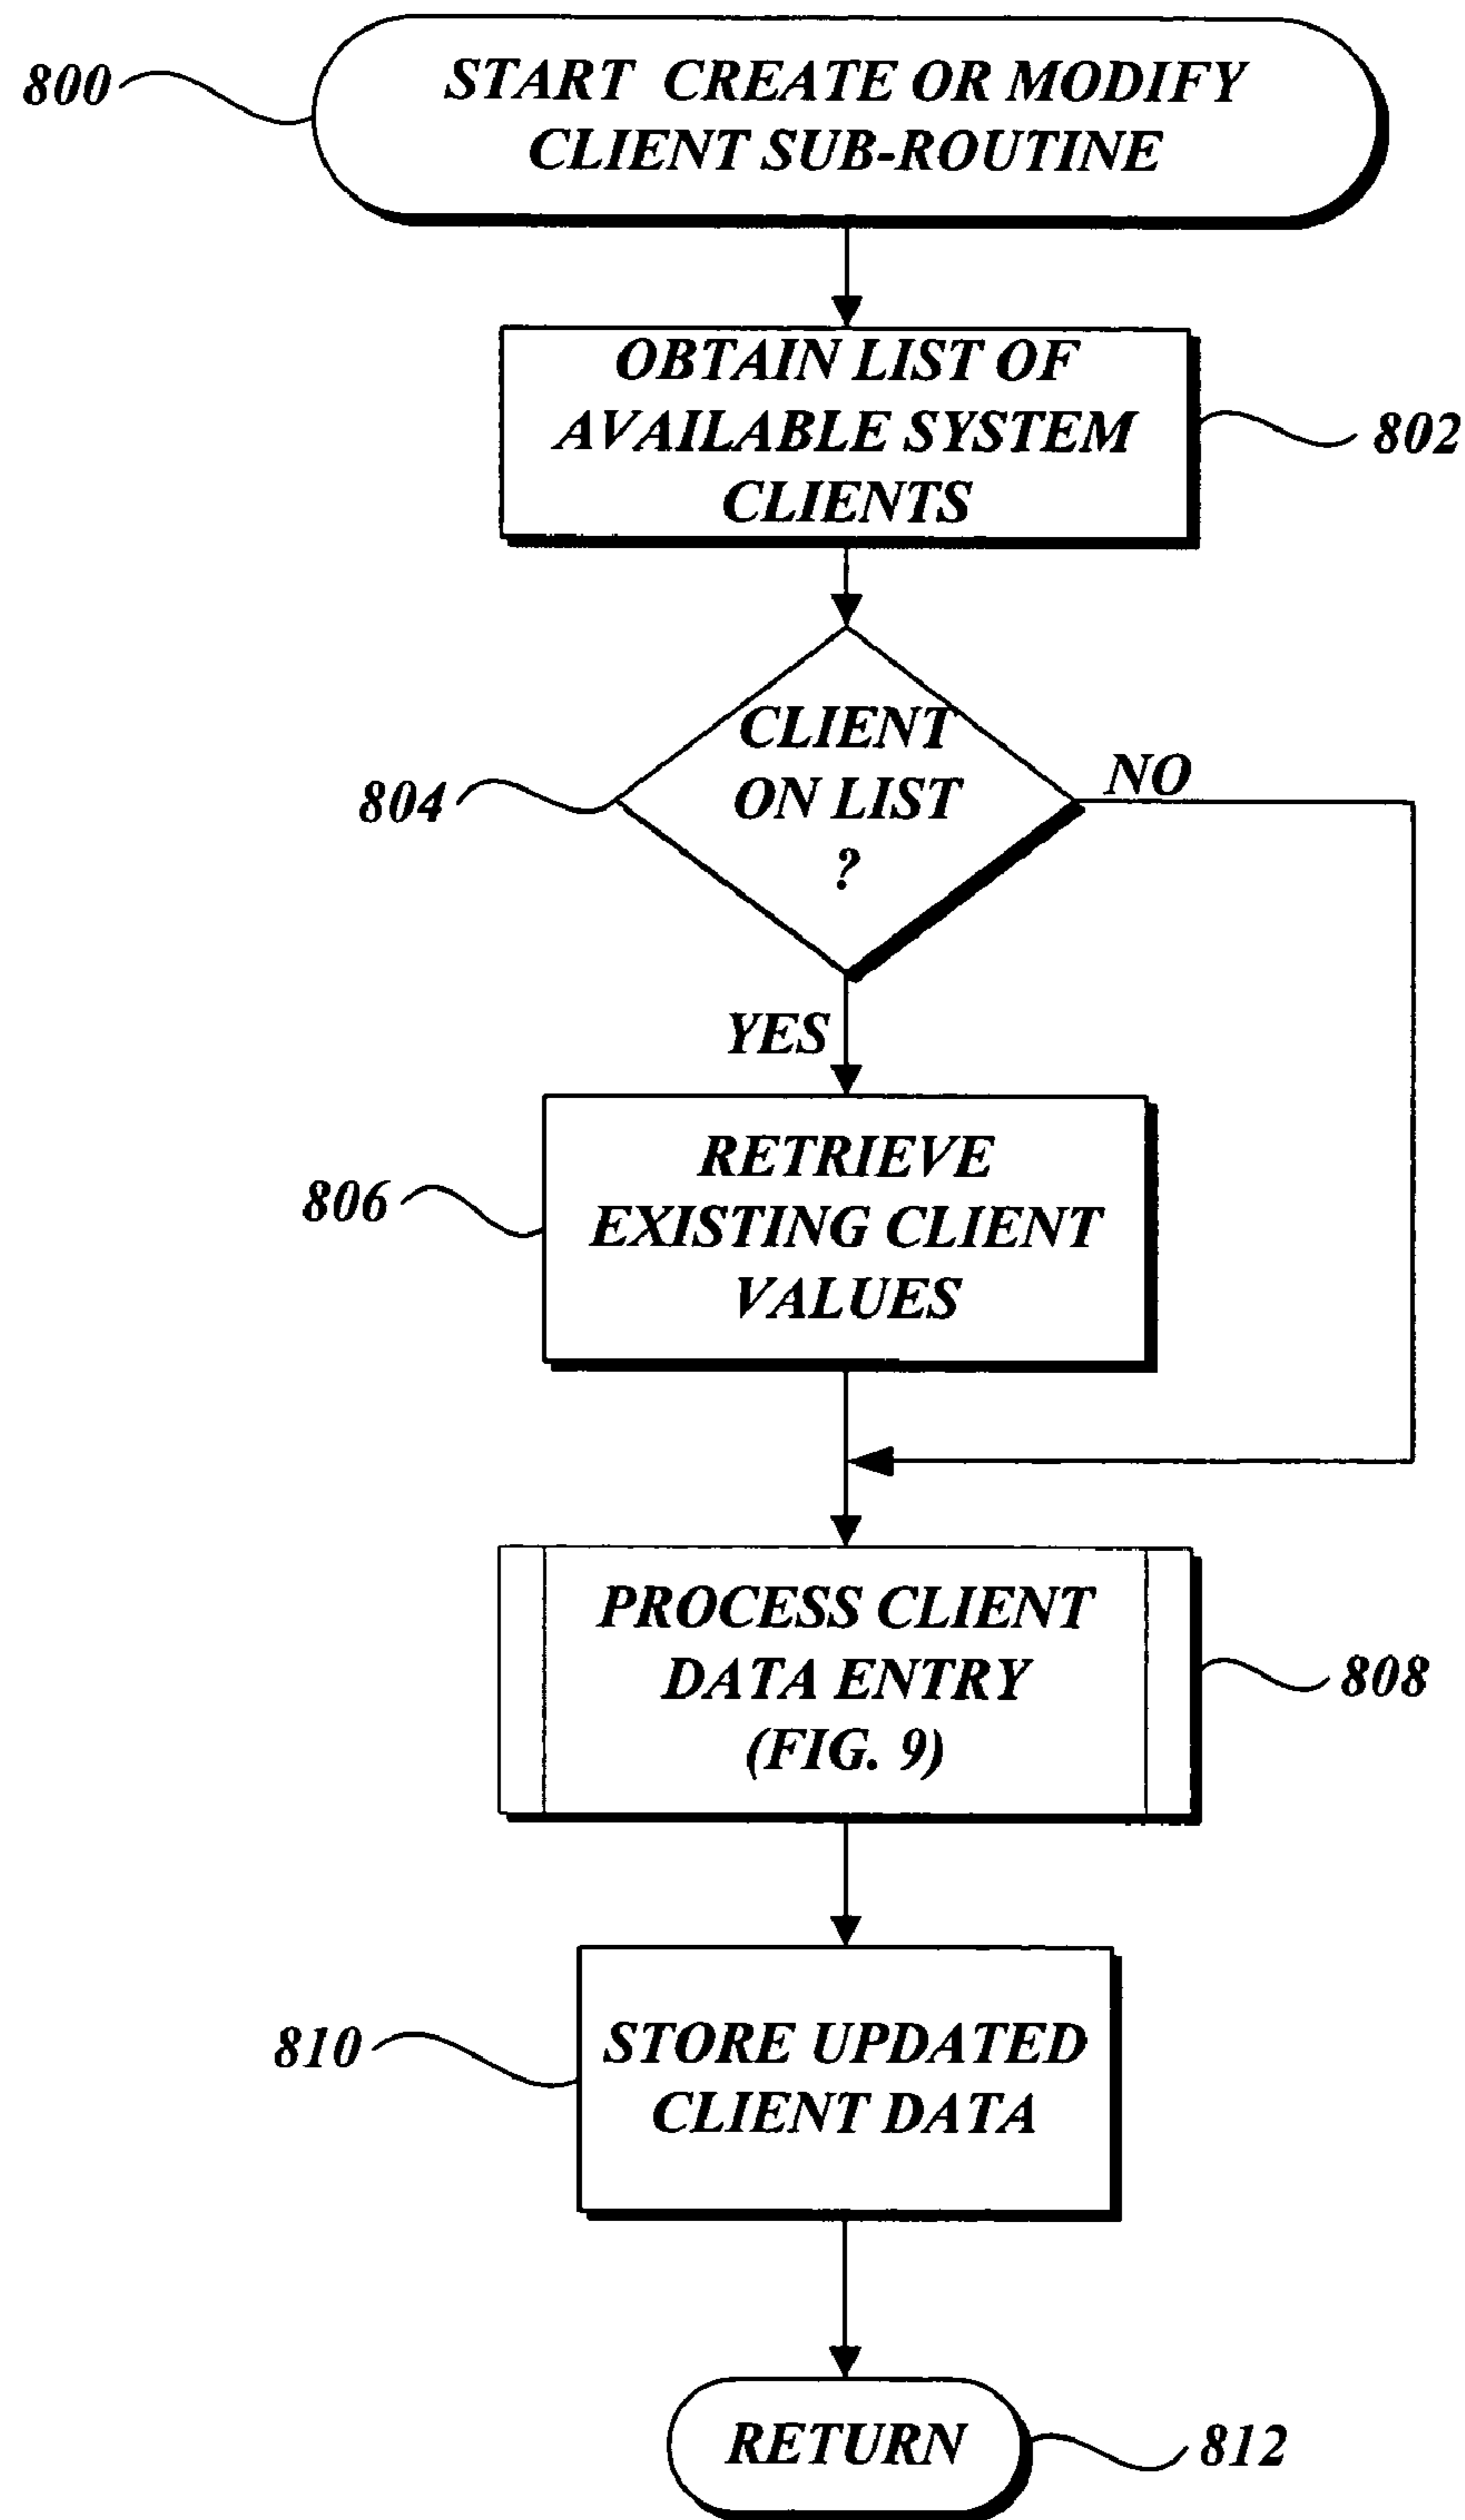 800
START CREATE OR MODIFY
CLIENT SUB-ROUTINE
OBTAIN LIST OF
AVAILABLE SYSTEM
CLIENTS
802
CLIENT
ON LIST
?
804
NO
YES
RETRIEVE
EXISTING CLIENT
VALUES
806
PROCESS CLIENT
DATA ENTRY
(FIG. 9)
808
STORE UPDATED
CLIENT DATA
810
RETURN
812